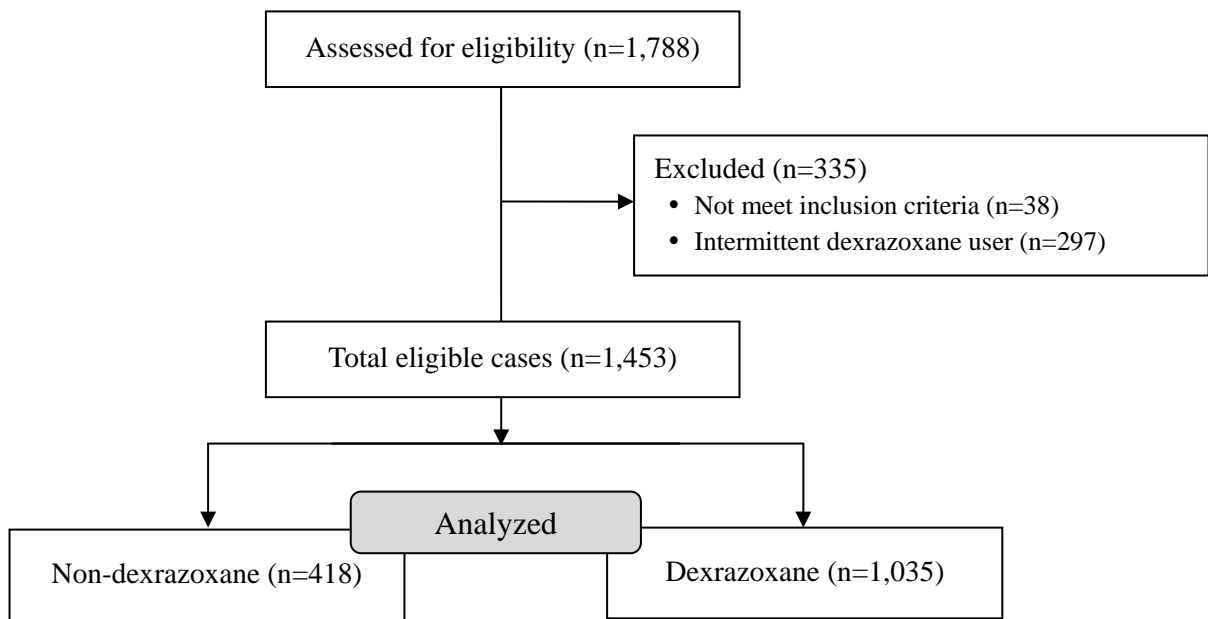 Assessed for eligibility (n=1,788)
Excluded (n=335)
• Not meet inclusion criteria (n=38)
• Intermittent dexrazoxane user (n=297)
Total eligible cases (n=1,453)
Analyzed
Non-dexrazoxane (n=418)
Dexrazoxane (n=1,035)